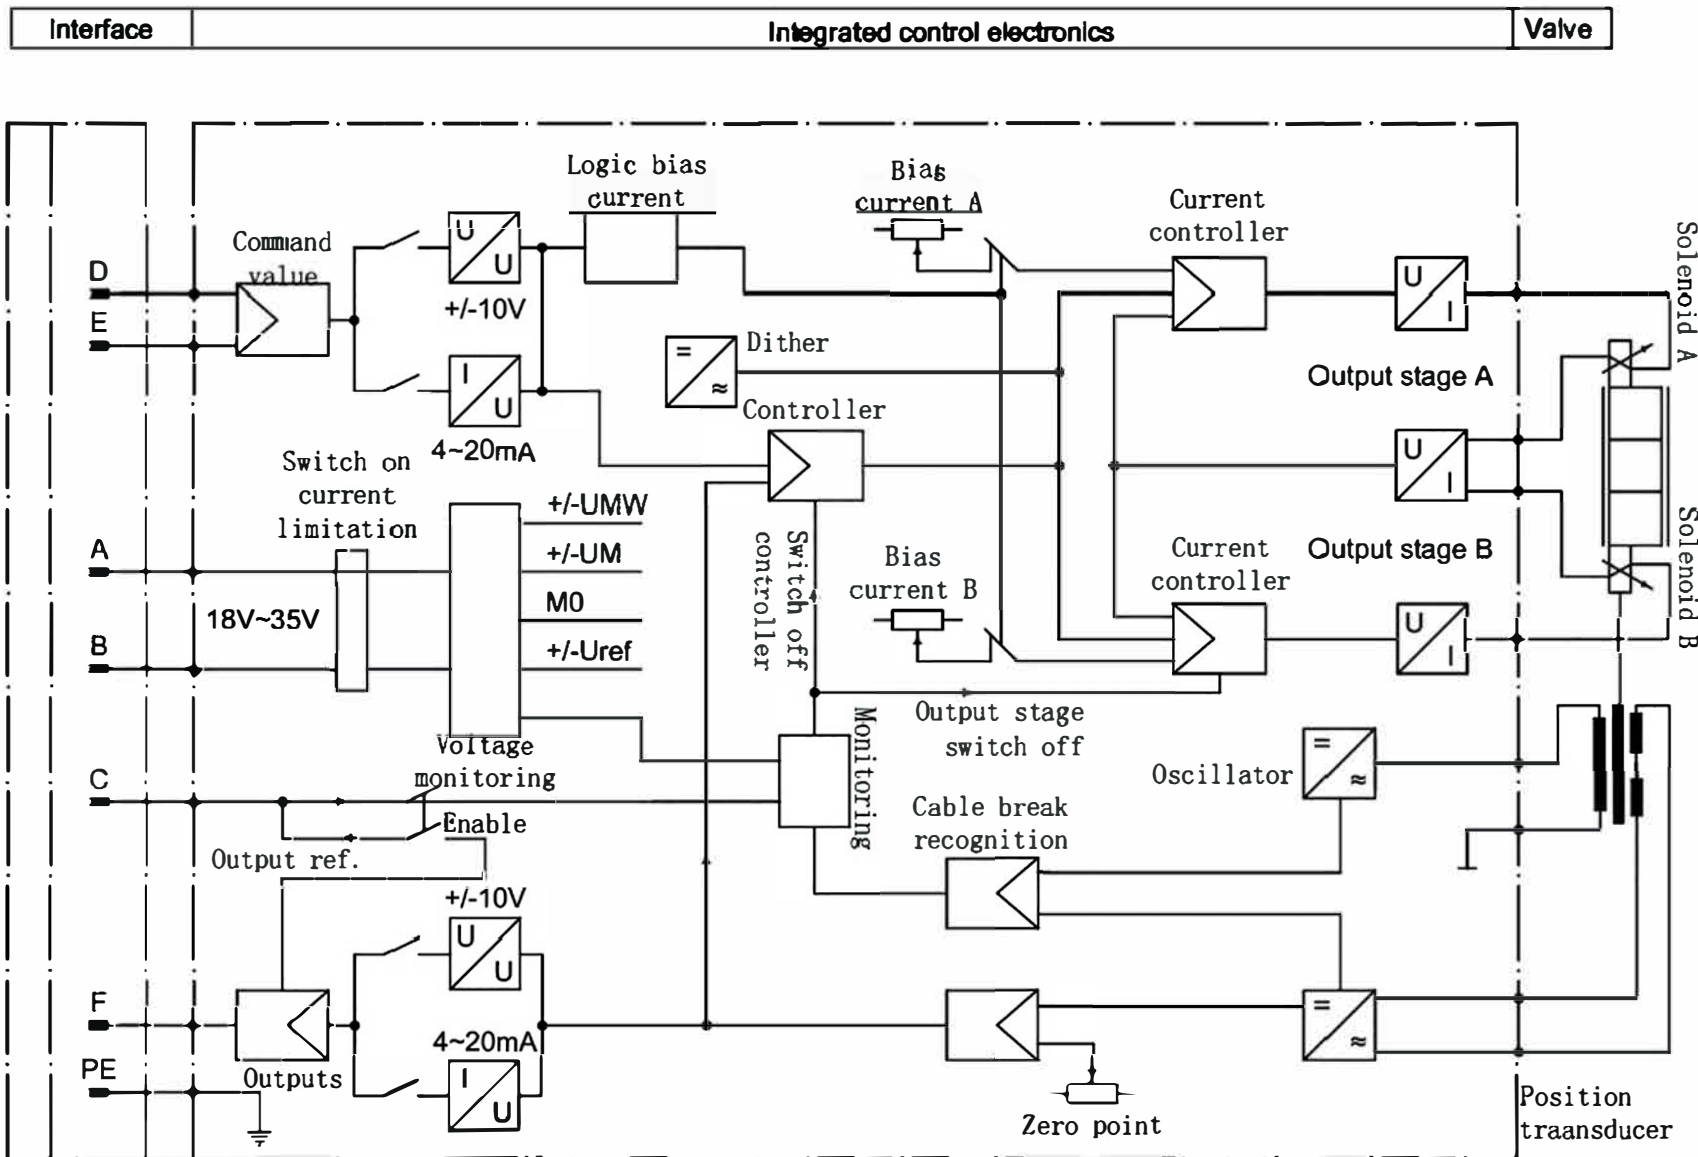 Interface
Integrated control electronics
Valve
Logic bias
current
Bias
current A
Current
controller
Command
value
D
E
U
U
+/-10V
I
U
4~20mA
=
≈
Dither
Controller
U
I
Output stage A
Solenoid A
Switch on
current
limitation
+/-UMW
+/-UM
M0
+/-Uref
A
B
18V~35V
Switch off
controller
Bias
current B
Current
controller
U
I
Output stage B
U
I
Solenoid B
Voltage
monitoring
C
Enable
Output ref.
Monitoring
Output stage
switch off
Oscillator
=
≈
Cable break
recognition
+/-10V
U
U
F
4~20mA
I
U
Outputs
PE
=
≈
Zero point
Position
traansducer